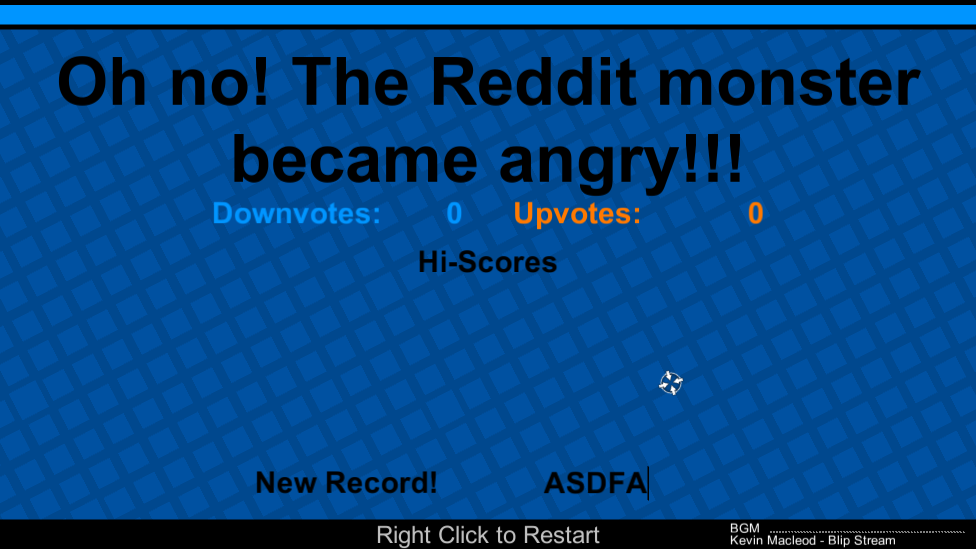 Oh no! The Reddit monster
became angry!!!
Downvotes: 0 Upvotes: 0
Hi-Scores
New Record! ASDFA
Right Click to Restart
BGM
Kevin Macleod - Blip Stream